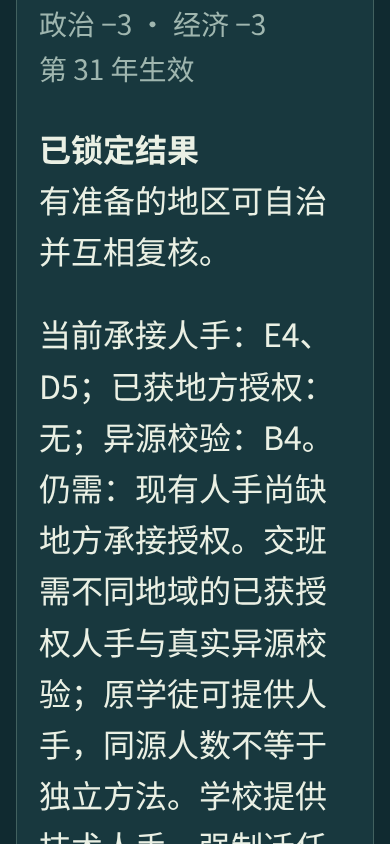 政治 −3 · 经济 −3
第 31 年生效
已锁定结果
有准备的地区可自治
并互相复核。
当前承接人手：E4、
D5；已获地方授权：
无；异源校验：B4。
仍需：现有人手尚缺
地方承接授权。交班
需不同地域的已获授
权人手与真实异源校
验；原学徒可提供人
手，同源人数不等于
独立方法。学校提供